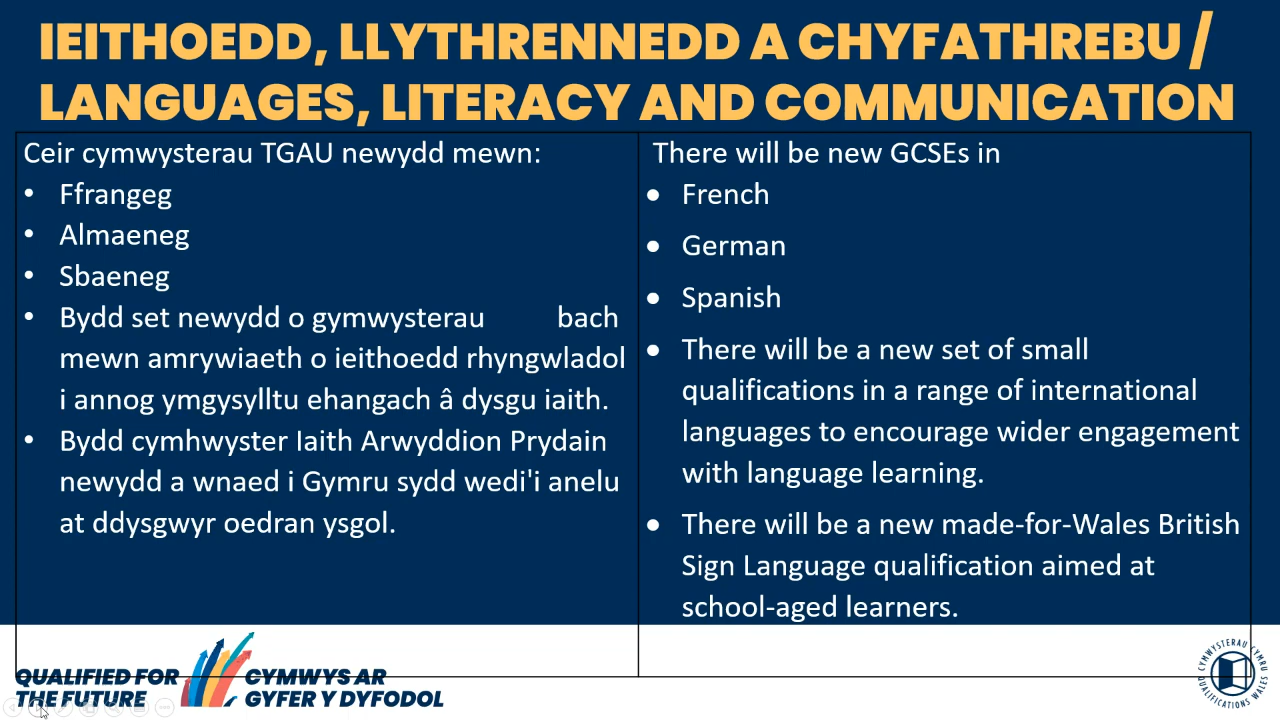 IEITHOEDD, LLYTHRENNEDD A CHYFATHREBU /
LANGUAGES, LITERACY AND COMMUNICATION
Ceir cymwysterau TGAU newydd mewn:
• Ffrangeg
• Almaeneg
• Sbaeneg
• Bydd set newydd o gymwysterau bach
mewn amrywiaeth o ieithoedd rhyngwladol
i annog ymgysylltu ehangach â dysgu iaith.
• Bydd cymhwyster Iaith Arwyddion Prydain
newydd a wnaed i Gymru sydd wedi'i anelu
at ddysgwyr oedran ysgol.
There will be new GCSEs in
• French
• German
• Spanish
• There will be a new set of small
qualifications in a range of international
languages to encourage wider engagement
with language learning.
• There will be a new made-for-Wales British
Sign Language qualification aimed at
school-aged learners.
QUALIFIED FOR
THE FUTURE
CYMWYS AR
GYFER Y DYFODOL
CYMWYSTERAU CYMRU
QUALIFICATIONS WALES